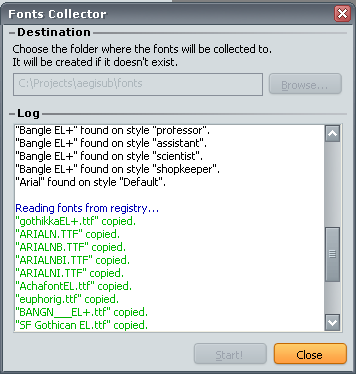 Fonts Collector
Destination
Choose the folder where the fonts will be collected to.
It will be created if it doesn't exist.
C:\Projects\aegisub\fonts
Browse...
Log
"Bangle EL+" found on style "professor".
"Bangle EL+" found on style "assistant".
"Bangle EL+" found on style "scientist".
"Bangle EL+" found on style "shopkeeper".
"Arial" found on style "Default".
Reading fonts from registry...
"gothikkaEL+.ttf" copied.
"ARIALN.TTF" copied.
"ARIALNB.TTF" copied.
"ARIALNBI.TTF" copied.
"ARIALNI.TTF" copied.
"AchafontEL.ttf" copied.
"euphorig.ttf" copied.
"BANGN___EL+.ttf" copied.
"SF Gothican EL.ttf" copied.
Start!
Close